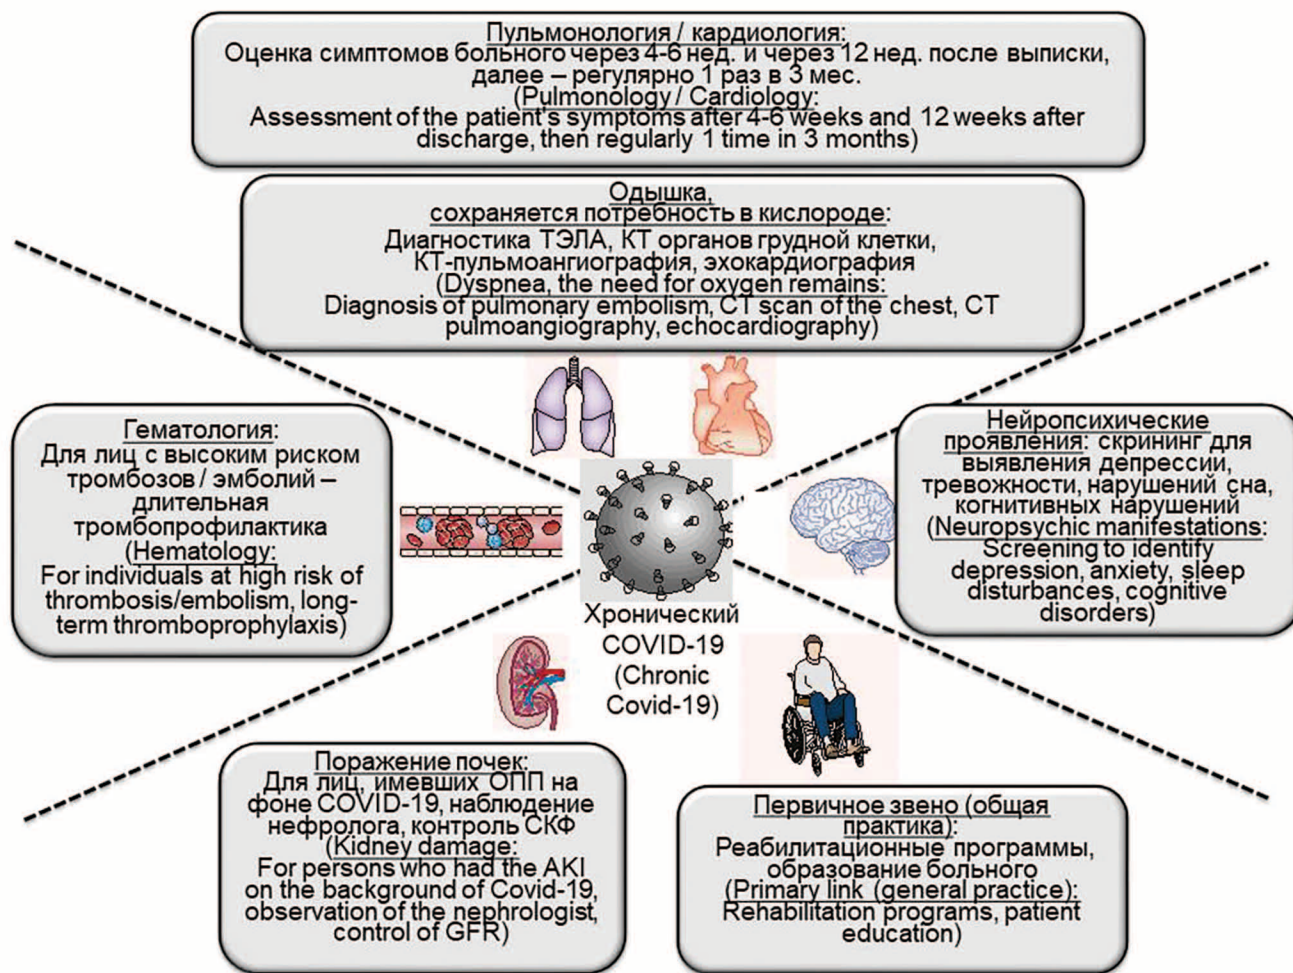 Пульмонология / кардиология:
Оценка симптомов больного через 4-6 нед. и через 12 нед. после выписки,
далее – регулярно 1 раз в 3 мес.
(Pulmonology / Cardiology:
Assessment of the patient's symptoms after 4-6 weeks and 12 weeks after
discharge, then regularly 1 time in 3 months)
Одышка,
сохраняется потребность в кислороде:
Диагностика ТЭЛА, КТ органов грудной клетки,
КТ-пульмоангиография, эхокардиография
(Dyspnea, the need for oxygen remains:
Diagnosis of pulmonary embolism, CT scan of the chest, CT
pulmoangiography, echocardiography)
Гематология:
Для лиц с высоким риском
тромбозов / эмболий –
длительная
тромбопрофилактика
(Hematology:
For individuals at high risk of
thrombosis/embolism, long-
term thromboprophylaxis)
Нейропсихические
проявления: скрининг для
выявления депрессии,
тревожности, нарушений сна,
когнитивных нарушений
(Neuropsychic manifestations:
Screening to identify
depression, anxiety, sleep
disturbances, cognitive
disorders)
Хронический
COVID-19
(Chronic
Covid-19)
Поражение почек:
Для лиц, имевших ОПП на
фоне COVID-19, наблюдение
нефролога, контроль СКФ
(Kidney damage:
For persons who had the AKI
on the background of Covid-19,
observation of the nephrologist,
control of GFR)
Первичное звено (общая
практика):
Реабилитационные программы,
образование больного
(Primary link (general practice):
Rehabilitation programs, patient
education)